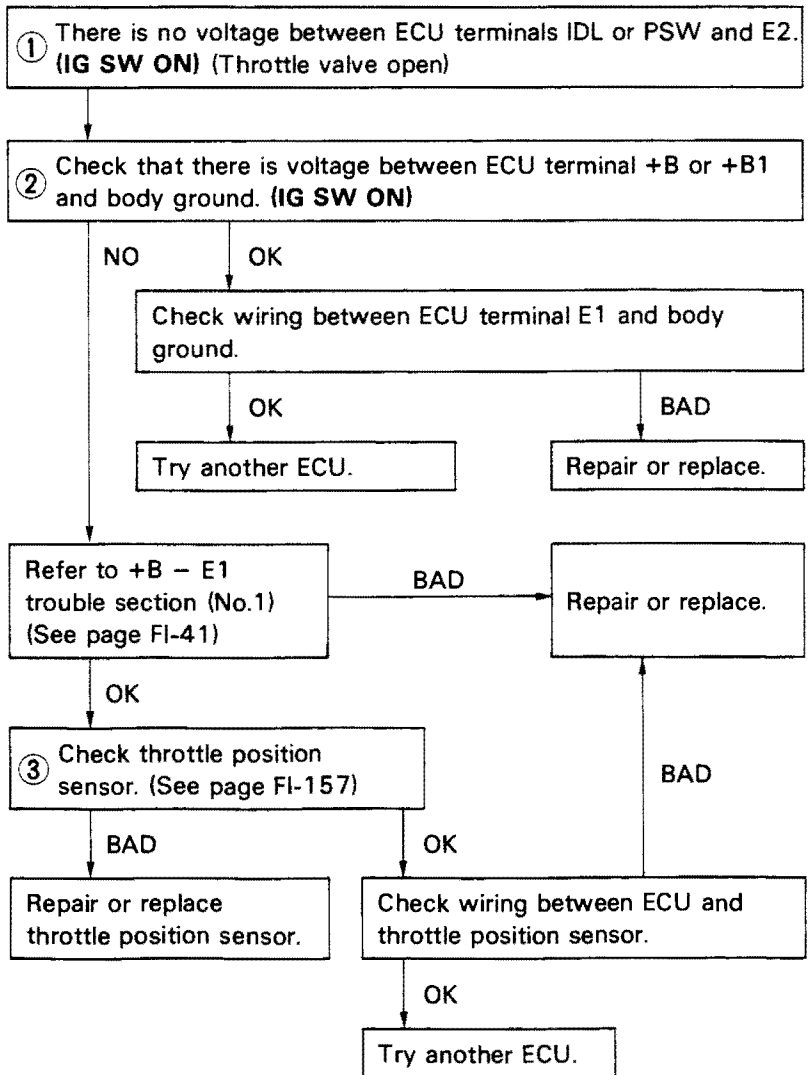 ① There is no voltage between ECU terminals IDL or PSW and E2.
(IG SW ON) (Throttle valve open)
② Check that there is voltage between ECU terminal +B or +B1
and body ground. (IG SW ON)
NO
OK
Check wiring between ECU terminal E1 and body
ground.
OK
BAD
Try another ECU.
Repair or replace.
Refer to +B – E1
trouble section (No.1)
(See page FI-41)
BAD
Repair or replace.
OK
③ Check throttle position
sensor. (See page FI-157)
BAD
BAD
OK
Repair or replace
throttle position sensor.
Check wiring between ECU and
throttle position sensor.
OK
Try another ECU.